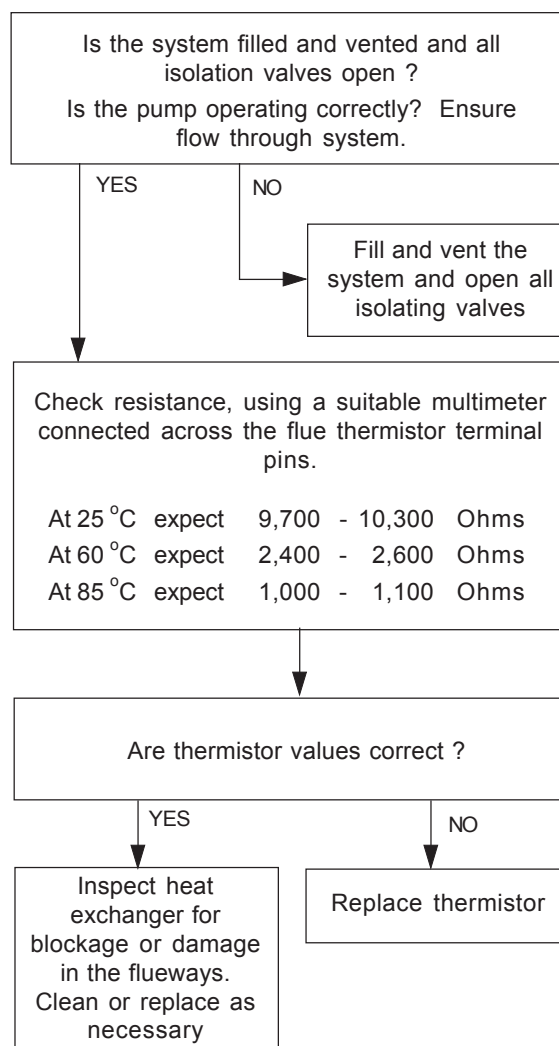 Is the system filled and vented and all
isolation valves open ?
Is the pump operating correctly? Ensure
flow through system.
YES
NO
Fill and vent the
system and open all
isolating valves
Check resistance, using a suitable multimeter
connected across the flue thermistor terminal
pins.
At 25 °C expect 9,700 - 10,300 Ohms
At 60 °C expect 2,400 - 2,600 Ohms
At 85 °C expect 1,000 - 1,100 Ohms
Are thermistor values correct ?
YES
NO
Inspect heat
exchanger for
blockage or damage
in the flueways.
Clean or replace as
necessary
Replace thermistor